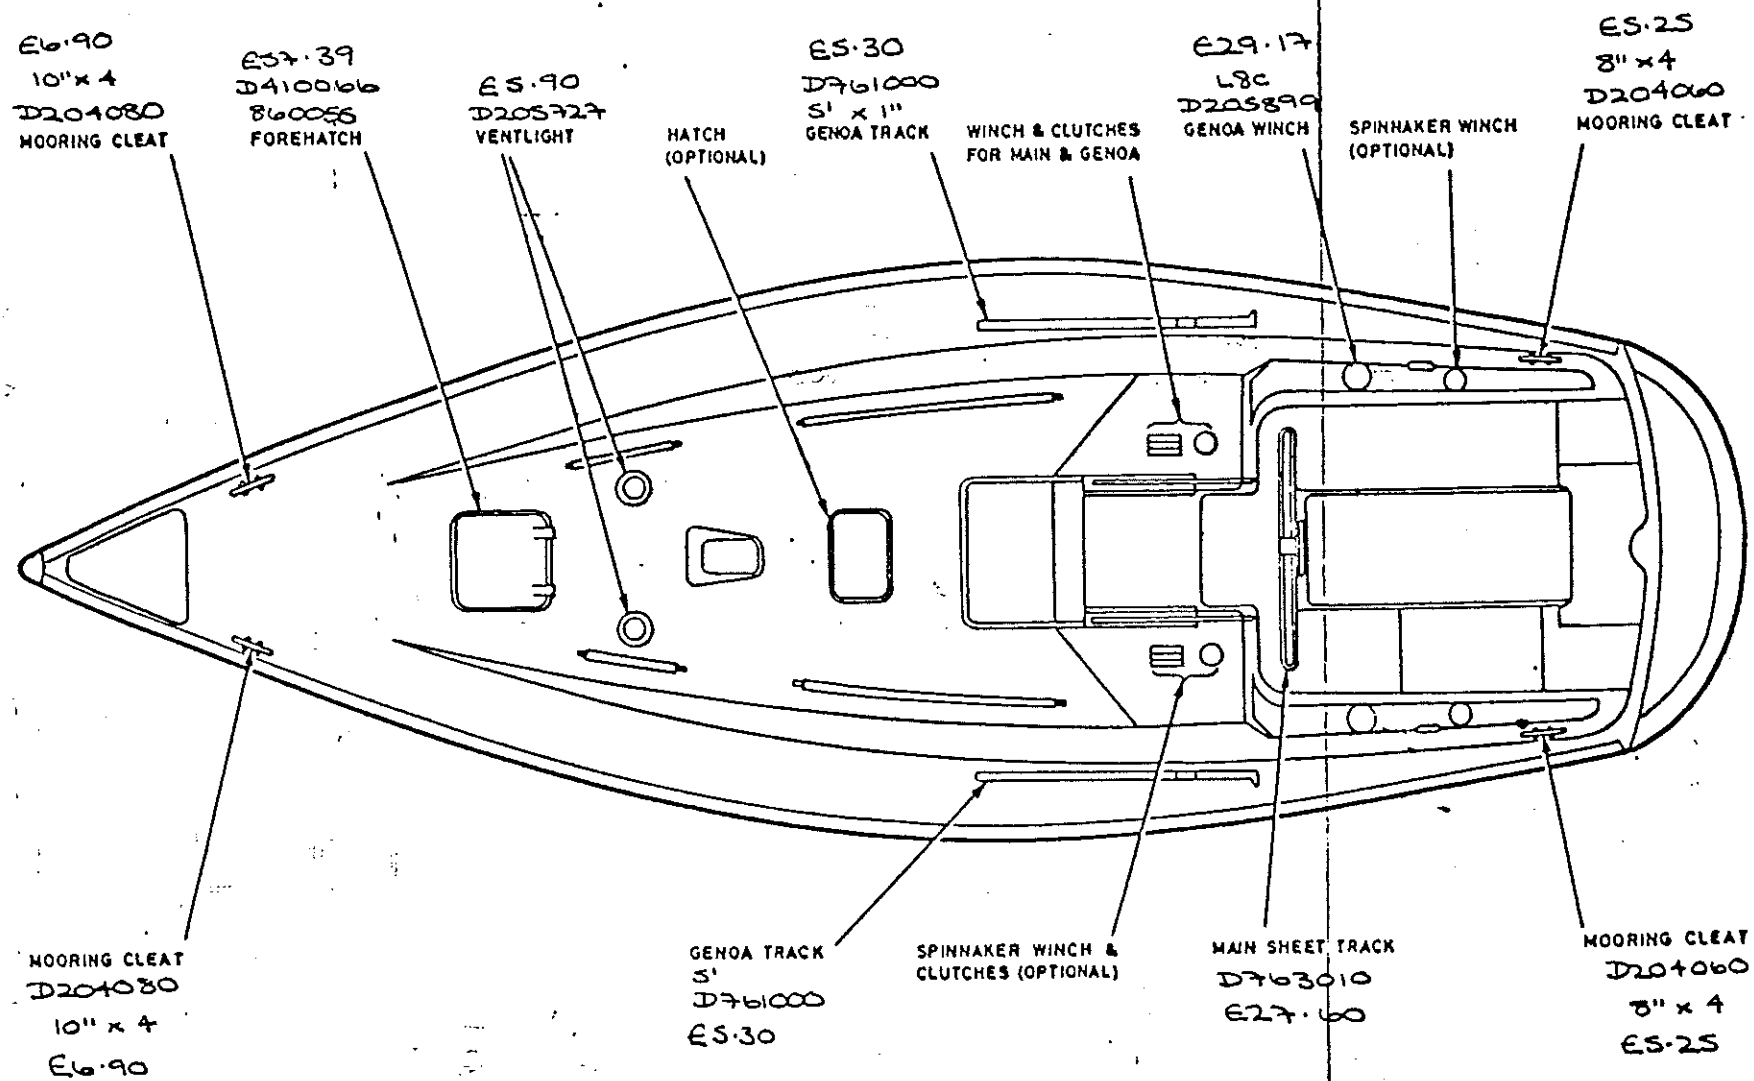 £6.90
10" x 4
D204080
MOORING CLEAT
£57.39
D410066
860056
FOREHATCH
£5.90
D205727
VENTLIGHT
HATCH
(OPTIONAL)
£5.30
D761000
5' x 1"
GENOA TRACK
WINCH & CLUTCHES
FOR MAIN & GENOA
£29.17
L8C
D205899
GENOA WINCH
SPINNAKER WINCH
(OPTIONAL)
£5.25
8" x 4
D204060
MOORING CLEAT
MOORING CLEAT
D204080
10" x 4
£6.90
GENOA TRACK
5'
D761000
£5.30
SPINNAKER WINCH &
CLUTCHES (OPTIONAL)
MAIN SHEET TRACK
D763010
£27.60
MOORING CLEAT
D204060
8" x 4
£5.25